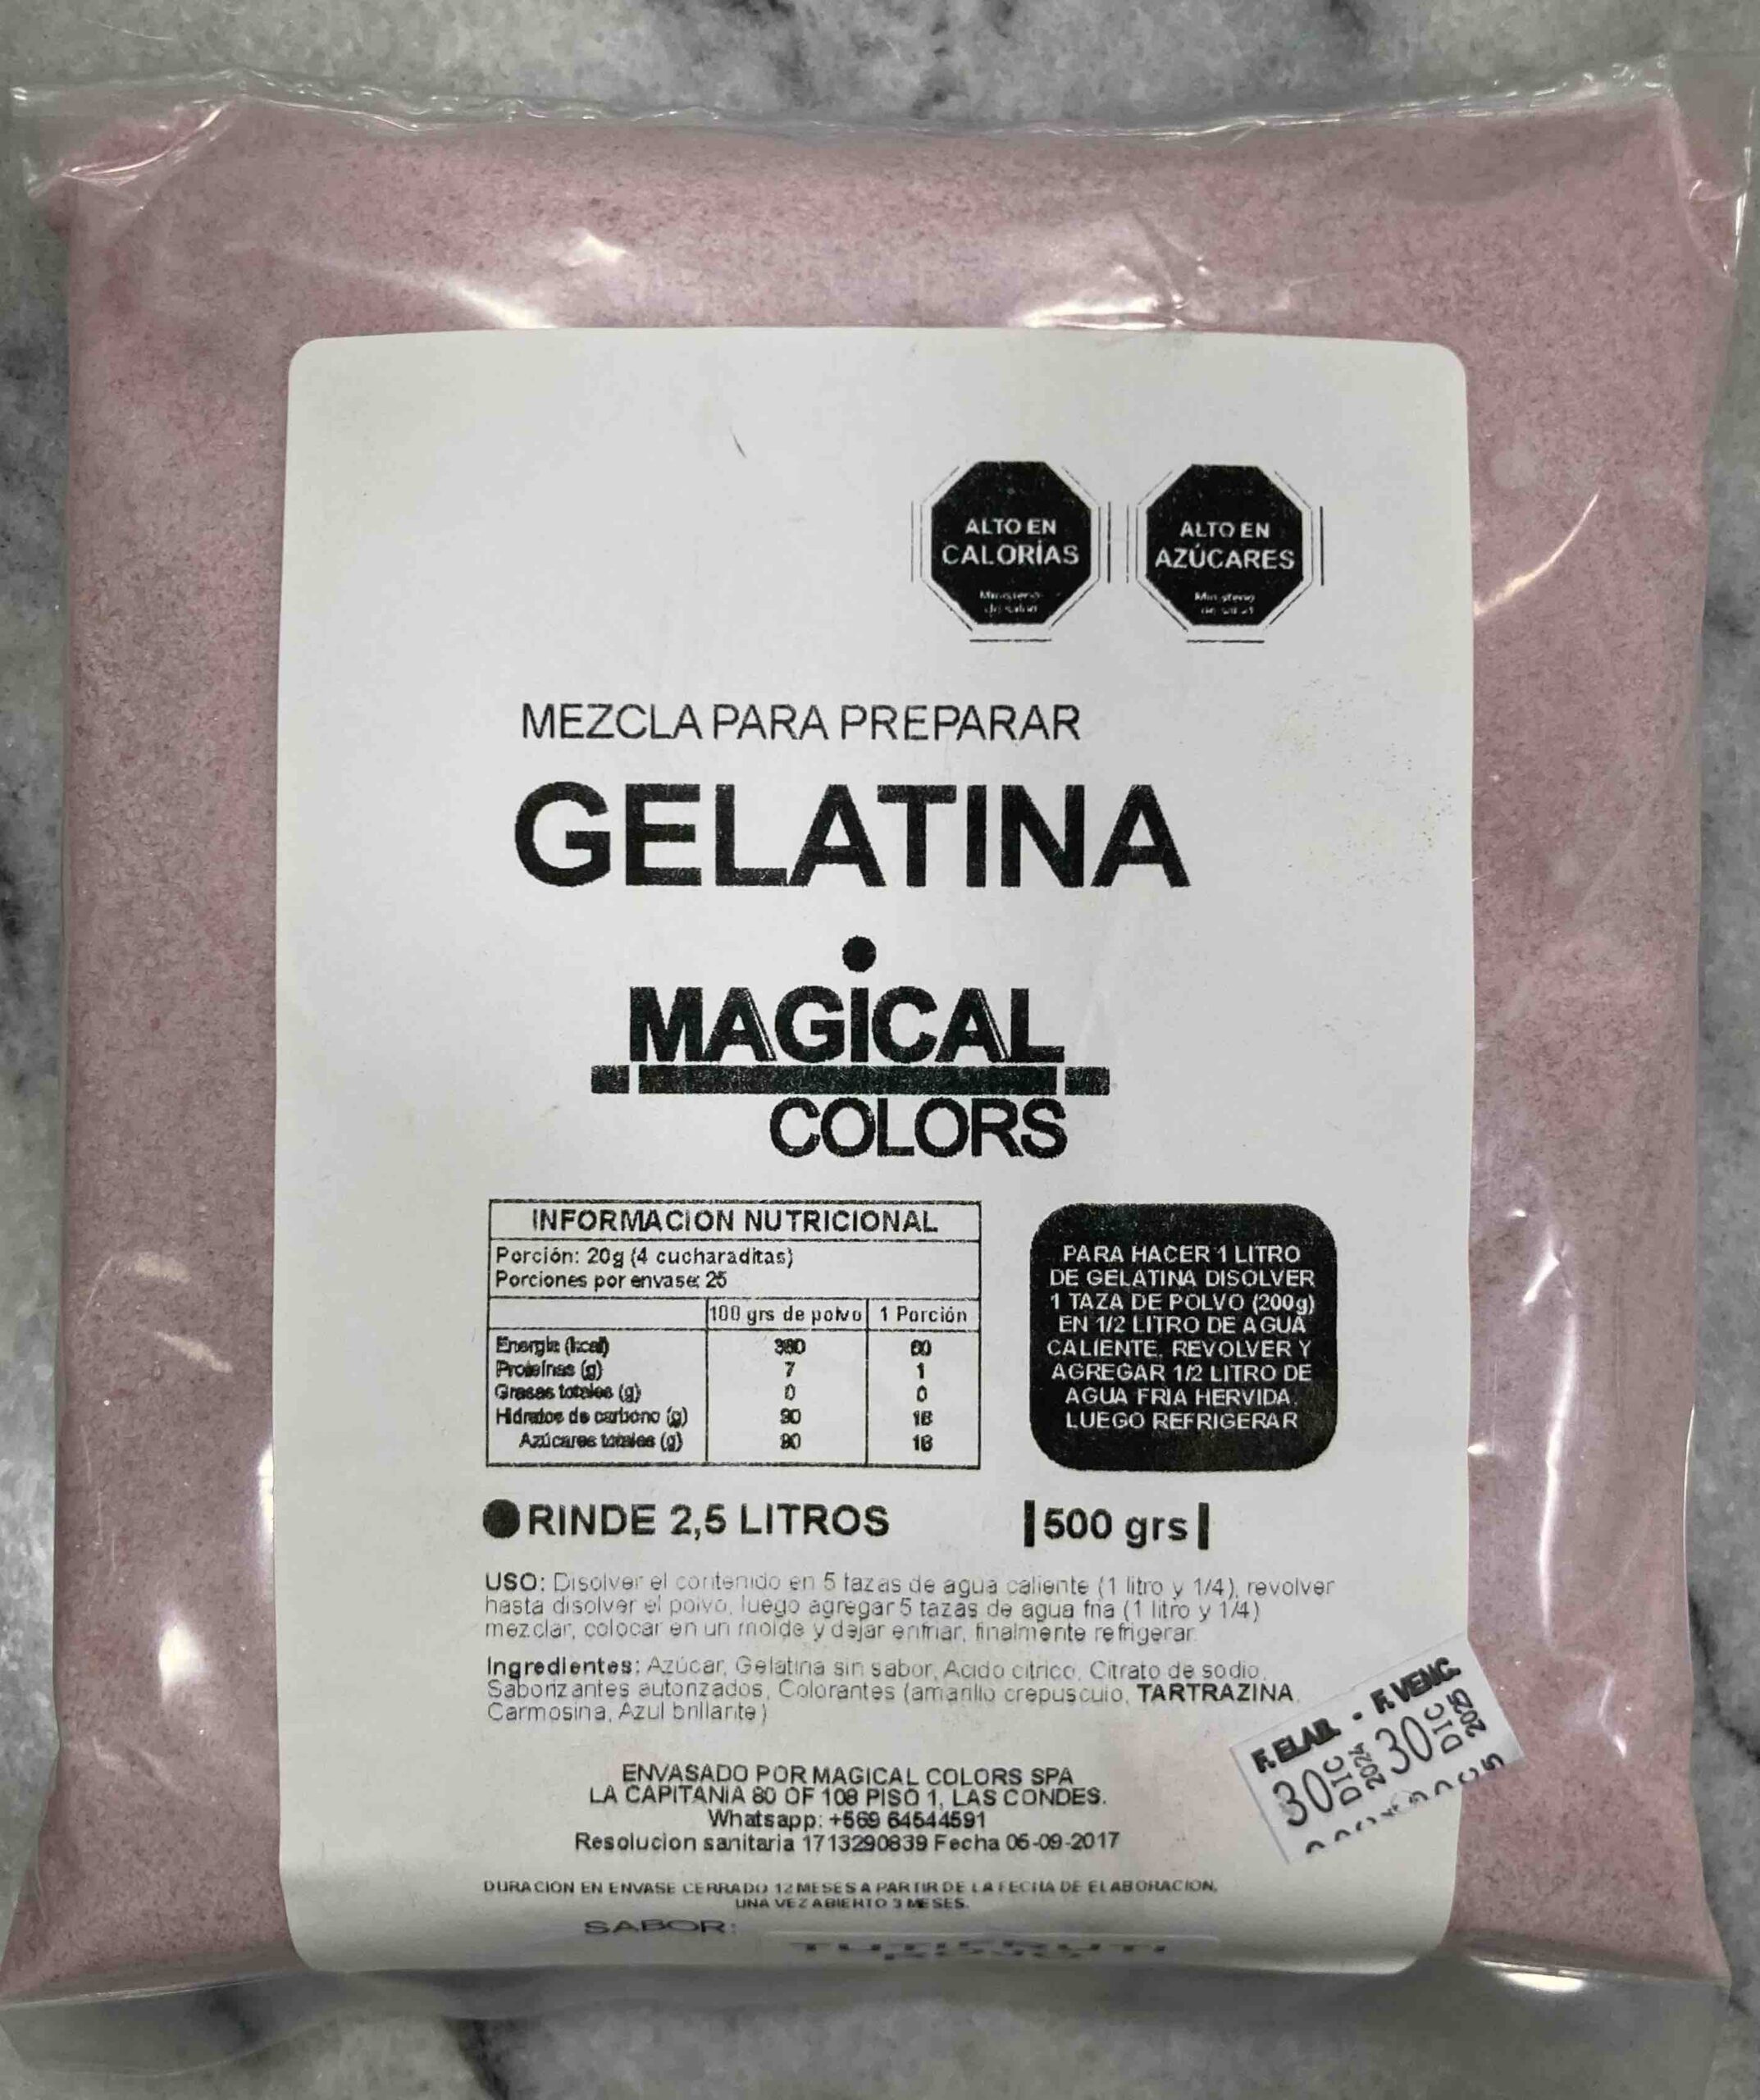 ALTO EN
CALORÍAS
Ministerio
de salud
ALTO EN
AZÚCARES
Ministerio
MEZCLA PARA PREPARAR
GELATINA
MAGICAL
COLORS
INFORMACION NUTRICIONAL
Porción: 20g (4 cucharaditas)
Porciones por envase: 25
100 grs de polvo 1 Porción
Energía (kcal)
Proteínas (g) 7 1
Grasas totales (g) 0 0
Hidratos de carbono (g) 90
Azúcares totales (g) 90
PARA HACER 1 LITRO
DE GELATINA DISOLVER
1 TAZA DE POLVO (200g)
EN 1/2 LITRO DE AGUA
CALIENTE, REVOLVER Y
AGREGAR 1/2 LITRO DE
AGUA FRIA HERVIDA.
LUEGO REFRIGERAR
RINDE 2,5 LITROS
500 grs
USO: Disolver el contenido en 5 tazas de agua caliente (1 litro y 1/4), revolver
hasta disolver el polvo, luego agregar 5 tazas de agua fria (1 litro y 1/4)
mezclar, colocar en un molde y dejar enfriar, finalmente refrigerar.
Ingredientes: Azúcar, Gelatina sin sabor, Acido citrico, Citrato de sodio,
Saborizantes autorizados, Colorantes (amarillo crepusculo, TARTRAZINA,
Carmosina, Azul brillante)
F. ELAB. - F. VENC.
30 DIC 2024 30 DIC 2025
ENVASADO POR MAGICAL COLORS SPA
LA CAPITANIA 80 OF 108 PISO 1, LAS CONDES.
Whatsapp: +569 64544591
Resolucion sanitaria 1713290839 Fecha 06-09-2017
DURACION EN ENVASE CERRADO 12 MESES A PARTIR DE LA FECHA DE ELABORACION,
UNA VEZ ABIERTO 3 MESES.
SABOR:
TUTIFRUTI